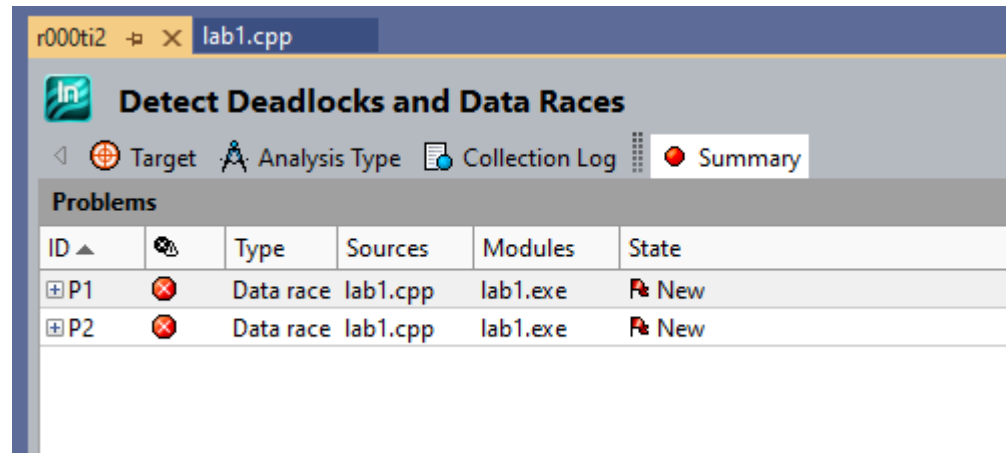 r000ti2 lab1.cpp
In
Detect Deadlocks and Data Races
Target Analysis Type Collection Log Summary
Problems
ID Type Sources Modules State
P1 Data race lab1.cpp lab1.exe New
P2 Data race lab1.cpp lab1.exe New